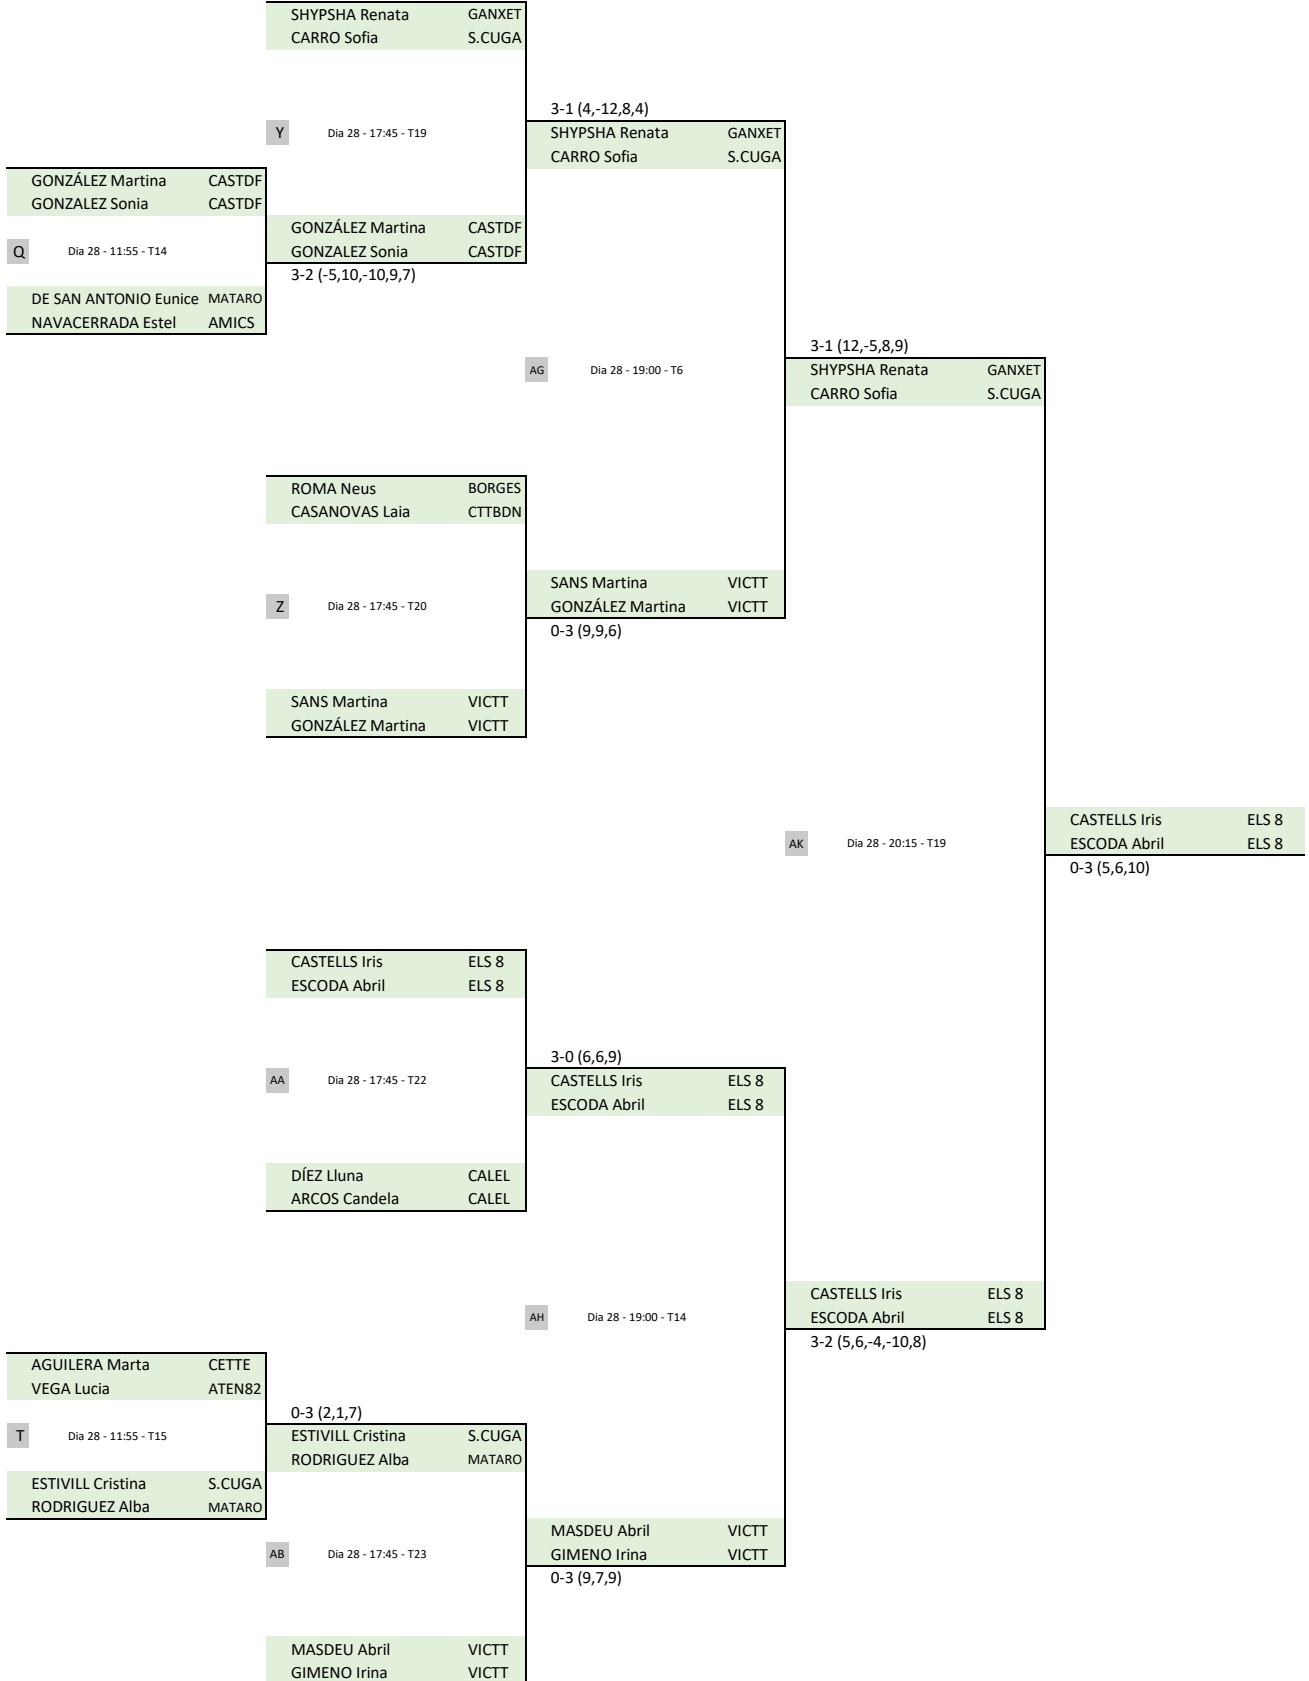 SHYPSHA Renata GANXET
CARRO Sofia S.CUGA
3-1 (4,-12,8,4)
Y Dia 28 - 17:45 - T19
SHYPSHA Renata GANXET
CARRO Sofia S.CUGA
GONZÁLEZ Martina CASTDF
GONZALEZ Sonia CASTDF
GONZÁLEZ Martina CASTDF
Q Dia 28 - 11:55 - T14
GONZALEZ Sonia CASTDF
3-2 (-5,10,-10,9,7)
DE SAN ANTONIO Eunice MATARO
NAVACERRADA Estel AMICS
3-1 (12,-5,8,9)
AG Dia 28 - 19:00 - T6
SHYPSHA Renata GANXET
CARRO Sofia S.CUGA
ROMA Neus BORGES
CASANOVAS Laia CTTBDN
SANS Martina VICTT
Z Dia 28 - 17:45 - T20
GONZÁLEZ Martina VICTT
0-3 (9,9,6)
SANS Martina VICTT
GONZÁLEZ Martina VICTT
CASTELLS Iris ELS 8
AK Dia 28 - 20:15 - T19
ESCODA Abril ELS 8
0-3 (5,6,10)
CASTELLS Iris ELS 8
ESCODA Abril ELS 8
3-0 (6,6,9)
AA Dia 28 - 17:45 - T22
CASTELLS Iris ELS 8
ESCODA Abril ELS 8
DÍEZ Lluna CALEL
ARCOS Candela CALEL
CASTELLS Iris ELS 8
AH Dia 28 - 19:00 - T14
ESCODA Abril ELS 8
3-2 (5,6,-4,-10,8)
AGUILERA Marta CETTE
VEGA Lucia ATEN82
0-3 (2,1,7)
T Dia 28 - 11:55 - T15
ESTIVILL Cristina S.CUGA
RODRIGUEZ Alba MATARO
ESTIVILL Cristina S.CUGA
RODRIGUEZ Alba MATARO
MASDEU Abril VICTT
AB Dia 28 - 17:45 - T23
GIMENO Irina VICTT
0-3 (9,7,9)
MASDEU Abril VICTT
GIMENO Irina VICTT